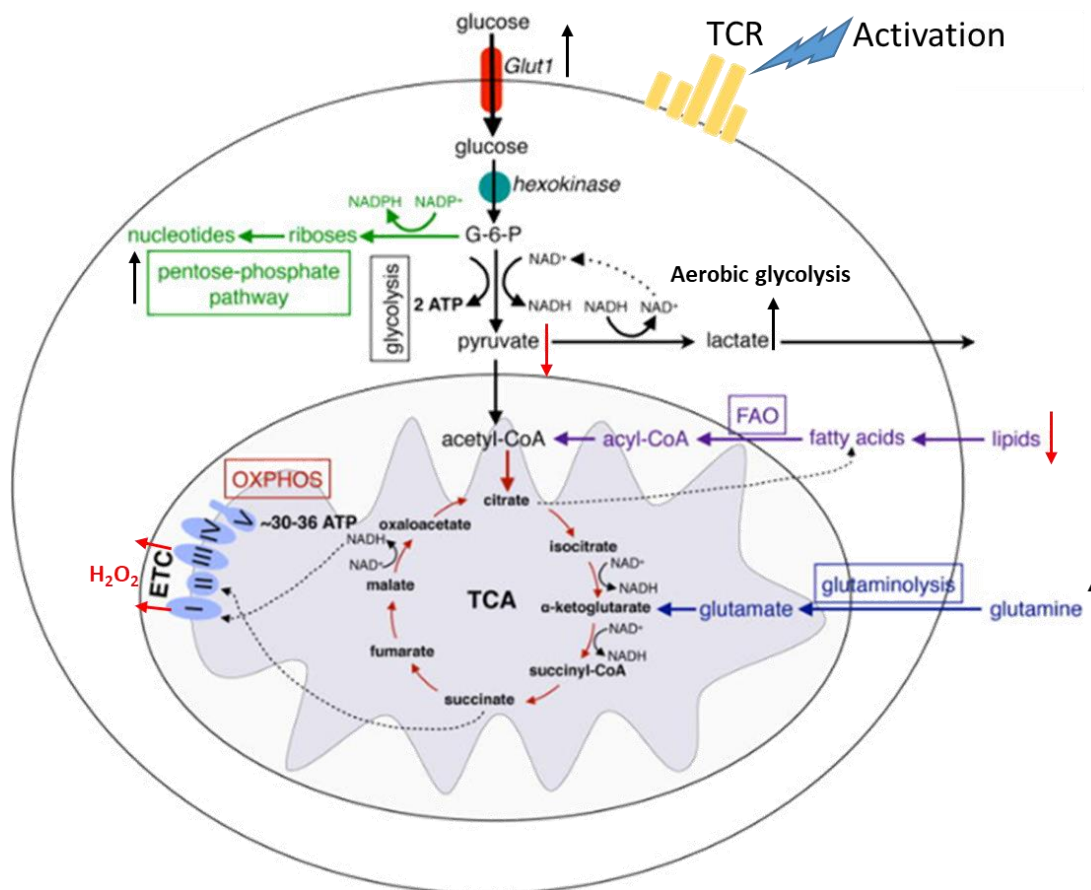 glucose
TCR
Activation
Glut1
glucose
hexokinase
NADPH NADP+
nucleotides
riboses
G-6-P
pentose-phosphate
pathway
glycolysis
2 ATP
NAD+
NADH
NADH
NAD+
Aerobic glycolysis
pyruvate
lactate
FAO
acetyl-CoA
acyl-CoA
fatty acids
lipids
OXPHOS
citrate
~30-36 ATP
oxaloacetate
NADH
NAD+
malate
isocitrate
NAD+
NADH
H2O2
ETC
I
II
III
IV
V
TCA
α-ketoglutarate
glutamate
glutaminolysis
glutamine
NAD+
NADH
fumarate
succinyl-CoA
succinate